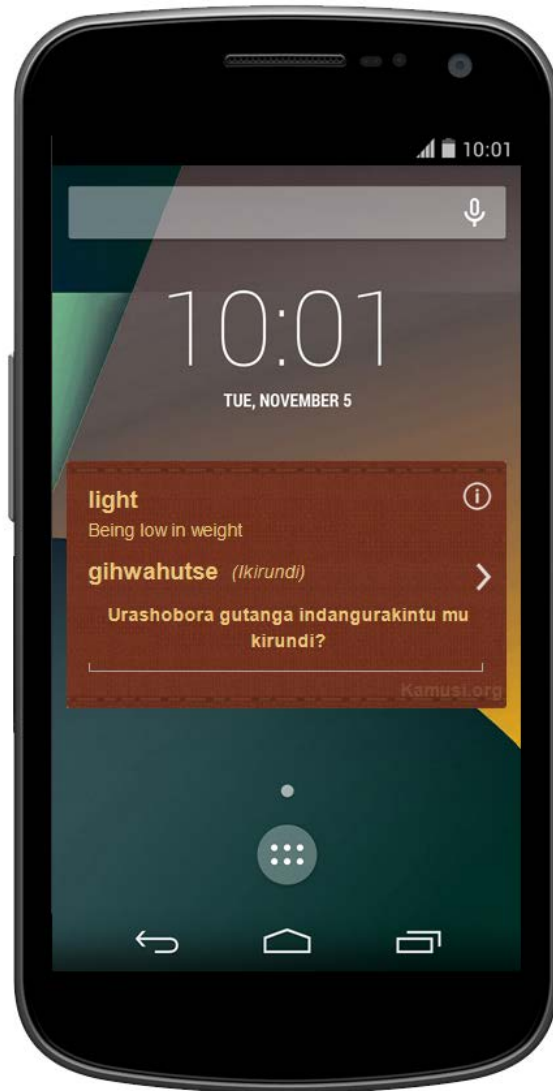 10:01
10:01
TUE, NOVEMBER 5
light
Being low in weight
gihwahutse (Ikirundi)
Urashobora gutanga indangurakintu mu
kirundi?
Kamusi.org